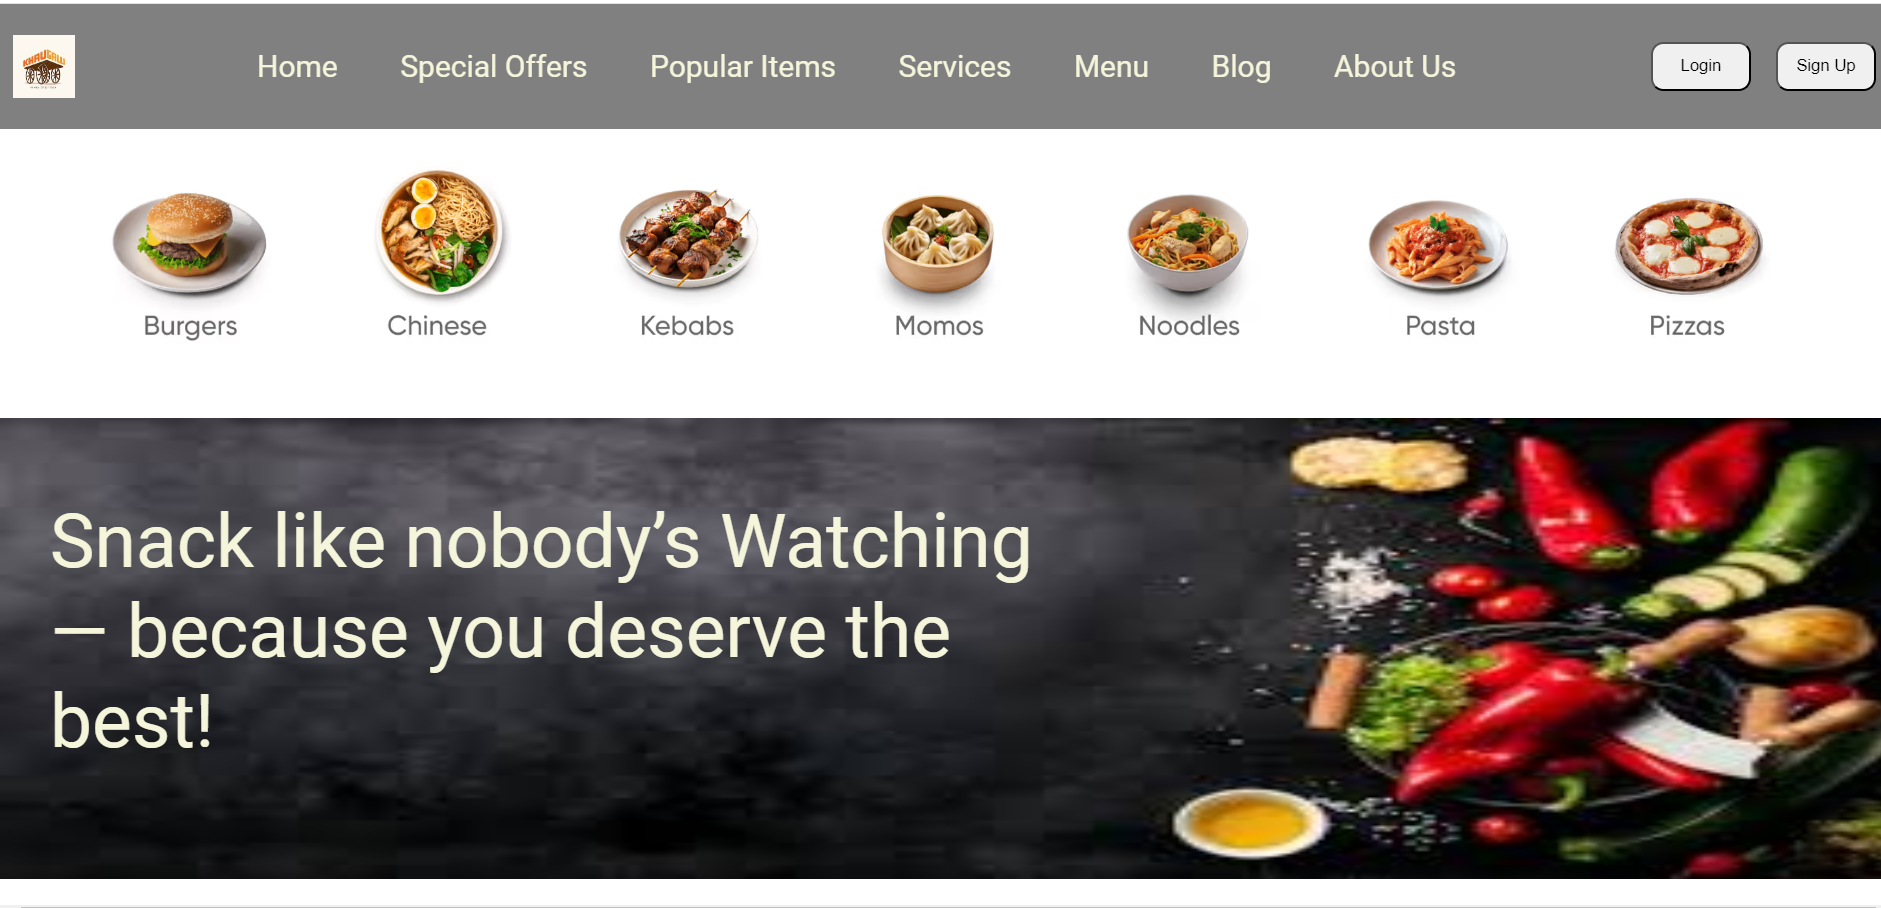 KHAUGALLI
Home
Special Offers
Popular Items
Services
Menu
Blog
About Us
Login
Sign Up
Burgers
Chinese
Kebabs
Momos
Noodles
Pasta
Pizzas
Snack like nobody’s Watching
— because you deserve the
best!